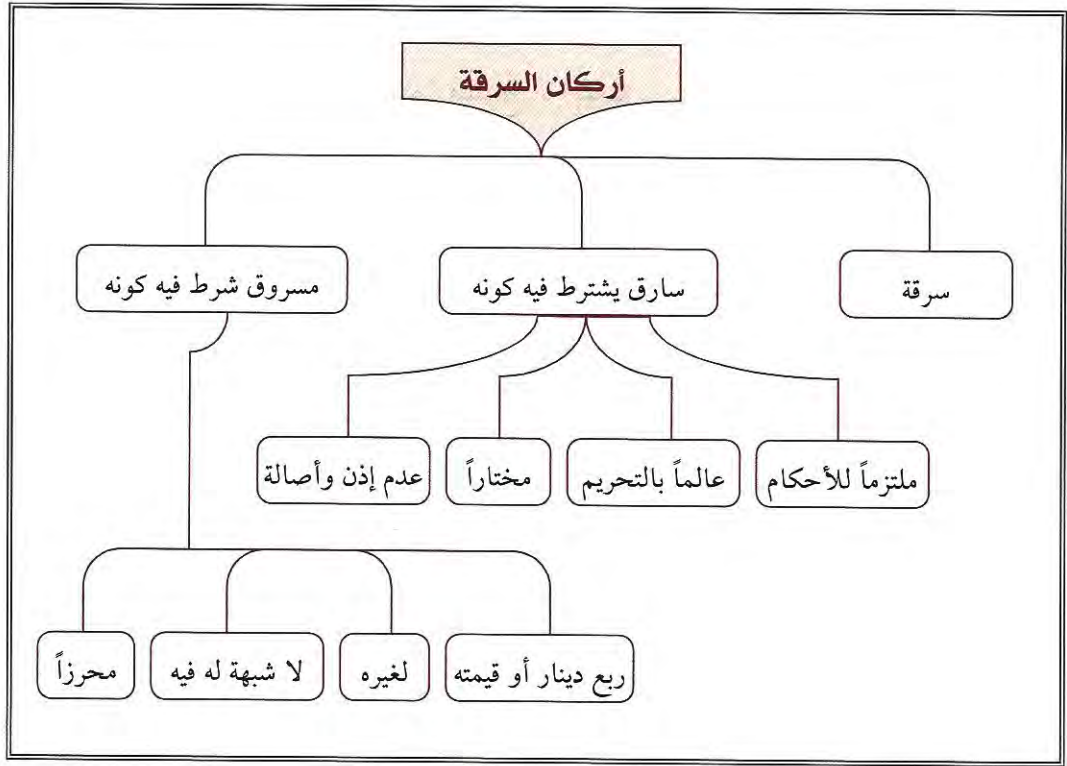 أركان السرقة
سرقة
سارق يشترط فيه كونه
مسروق شرط فيه كونه
ملتزماً للأحكام
عالماً بالتحريم
مختاراً
عدم إذن وأصالة
ربع دينار أو قيمته
لغيره
لا شبهة له فيه
محرزاً